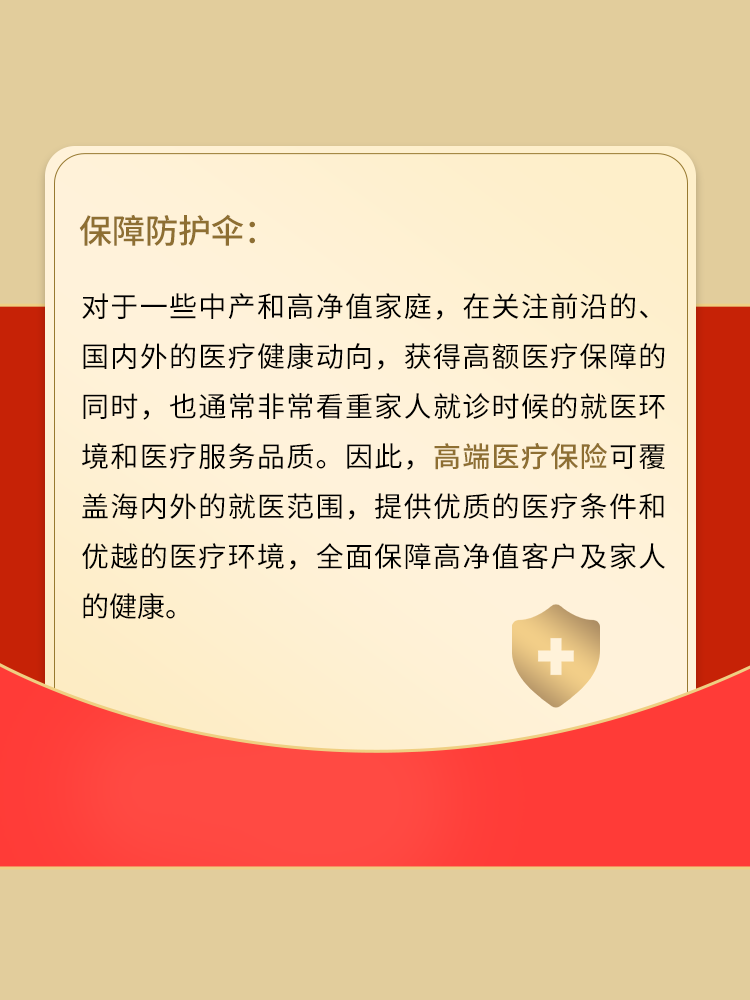 保障防护伞：
对于一些中产和高净值家庭，在关注前沿的、
国内外的医疗健康动向，获得高额医疗保障的
同时，也通常非常看重家人就诊时候的就医环
境和医疗服务品质。因此，高端医疗保险可覆
盖海内外的就医范围，提供优质的医疗条件和
优越的医疗环境，全面保障高净值客户及家人
的健康。